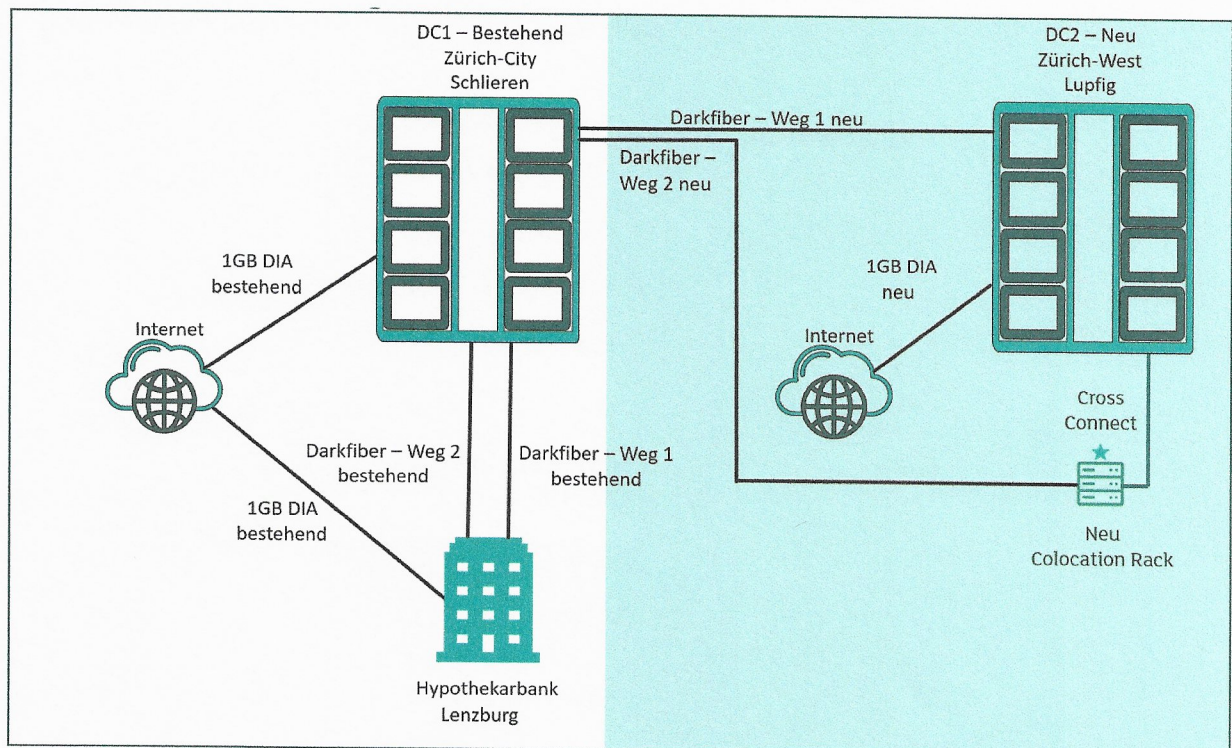 DC1 – Bestehend
Zürich-City
Schlieren
DC2 – Neu
Zürich-West
Lupfig
Darkfiber – Weg 1 neu
Darkfiber –
Weg 2 neu
1GB DIA
bestehend
1GB DIA
neu
Internet
Internet
Cross
Connect
Darkfiber – Weg 2
bestehend
Darkfiber – Weg 1
bestehend
1GB DIA
bestehend
Neu
Colocation Rack
Hypothekarbank
Lenzburg